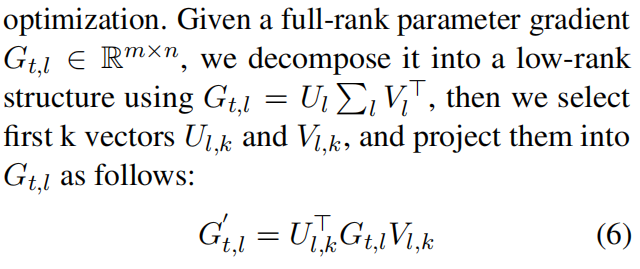 optimization. Given a full-rank parameter gradient
$G_{t,l} \in \mathbb{R}^{m \times n}$, we decompose it into a low-rank
structure using $G_{t,l} = U_l \sum_l V_l^\top$, then we select
first k vectors $U_{l,k}$ and $V_{l,k}$, and project them into
$G_{t,l}$ as follows:
$G_{t,l}^{'} = U_{l,k}^\top G_{t,l} V_{l,k}$ (6)